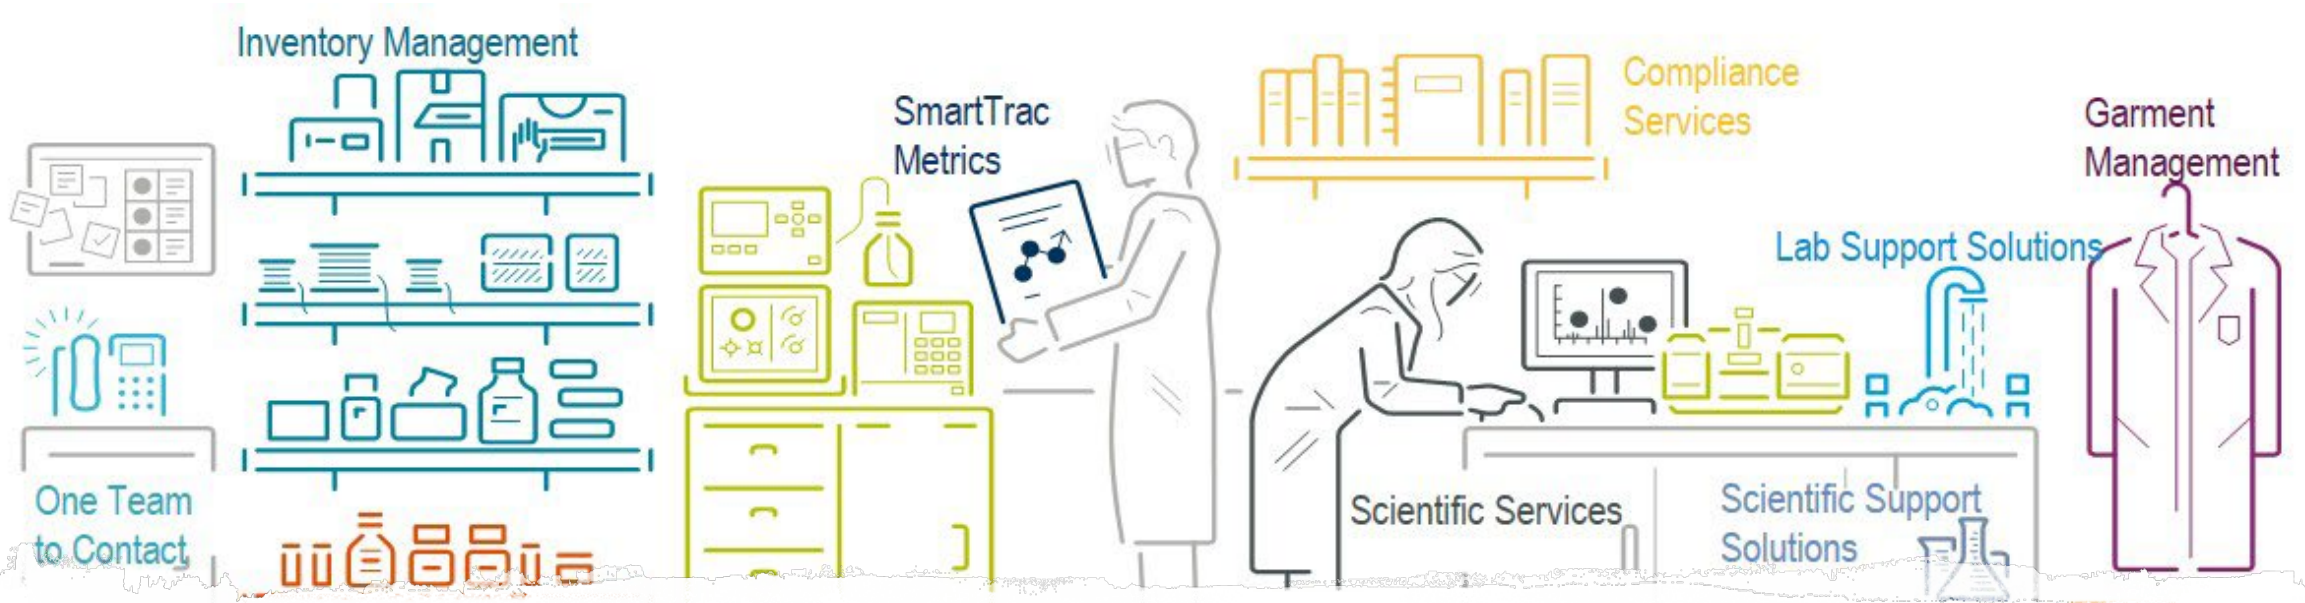 Inventory Management
SmartTrac
Metrics
Compliance
Services
Garment
Management
Lab Support Solutions
One Team
to Contact
Scientific Services
Scientific Support
Solutions